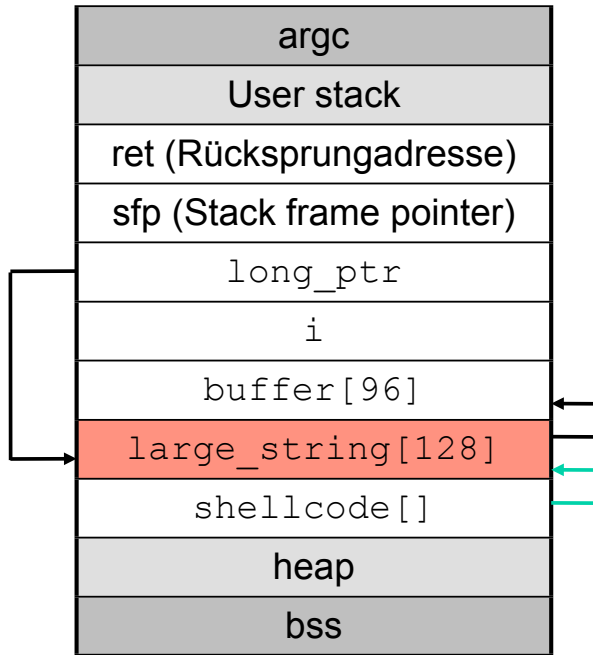 argc
User stack
ret (Rücksprungadresse)
sfp (Stack frame pointer)
long_ptr
i
buffer[96]
large_string[128]
shellcode[]
heap
bss